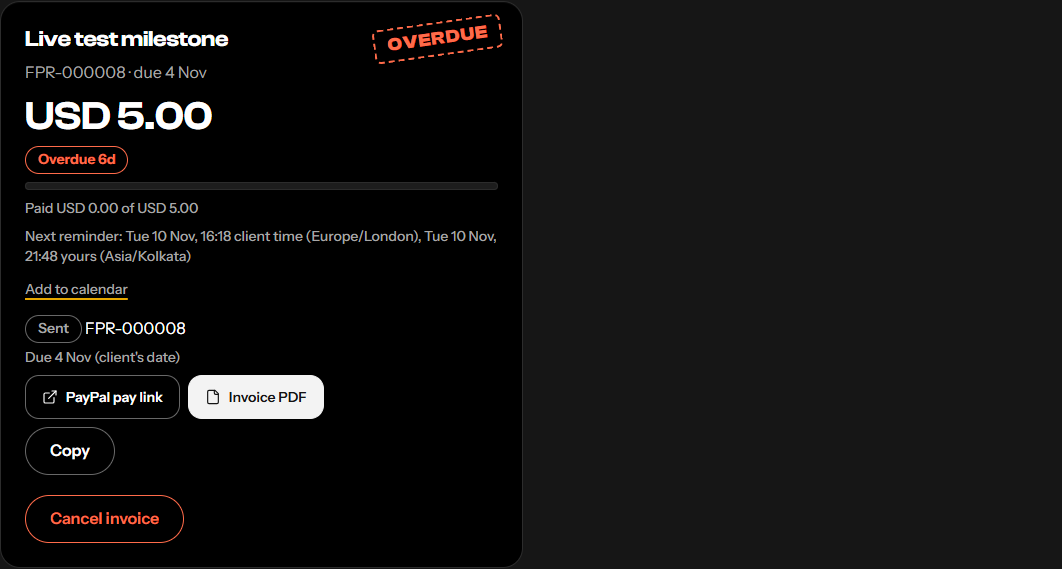 Live test milestone
OVERDUE
FPR-000008 · due 4 Nov
USD 5.00
Overdue 6d
Paid USD 0.00 of USD 5.00
Next reminder: Tue 10 Nov, 16:18 client time (Europe/London), Tue 10 Nov,
21:48 yours (Asia/Kolkata)
Add to calendar
Sent FPR-000008
Due 4 Nov (client's date)
PayPal pay link Invoice PDF
Copy
Cancel invoice